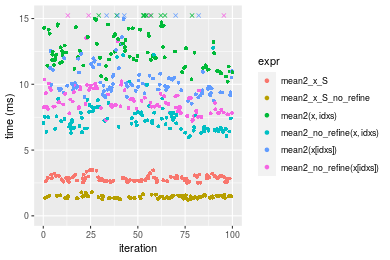 15
10
5
0
time (ms)
0
25
50
75
100
iteration
expr
mean2_x_S
mean2_x_S_no_refine
mean2(x,idxs)
mean2_no_refine(x,idxs)
mean2(x[idxs])
mean2_no_refine(x[idxs])